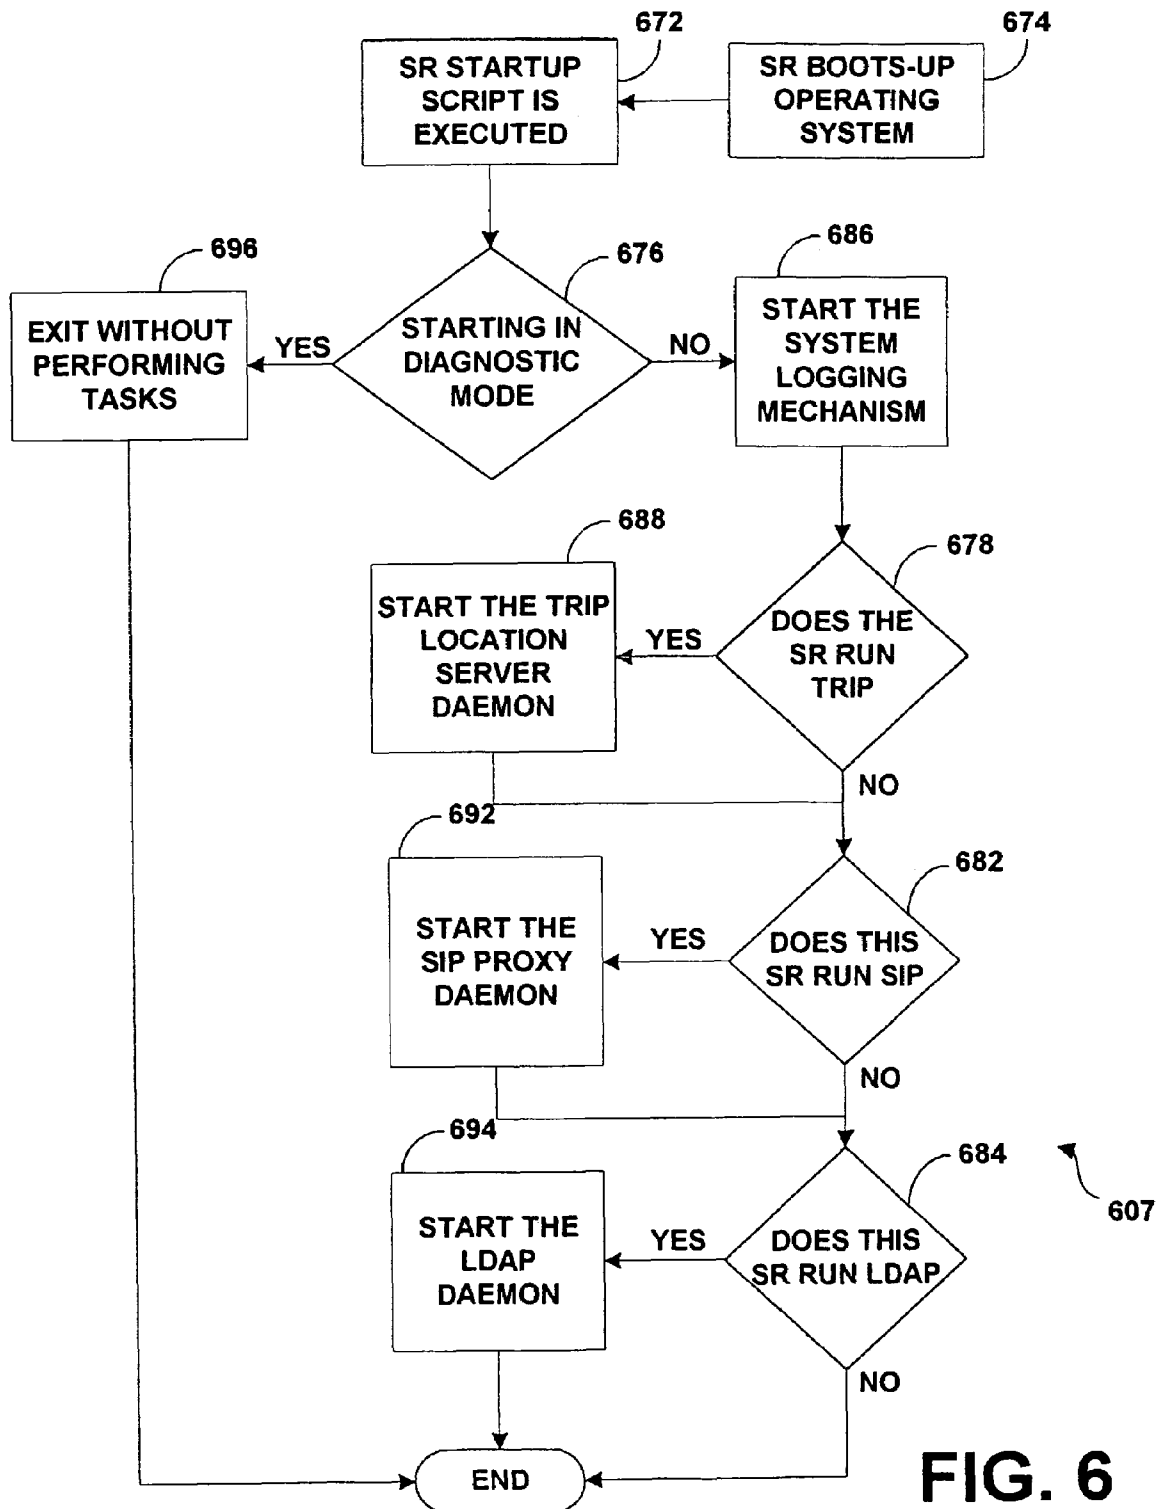 672
SR STARTUP
SCRIPT IS
EXECUTED
674
SR BOOTS-UP
OPERATING
SYSTEM
696
EXIT WITHOUT
PERFORMING
TASKS
YES
676
STARTING IN
DIAGNOSTIC
MODE
NO
686
START THE
SYSTEM
LOGGING
MECHANISM
688
START THE TRIP
LOCATION
SERVER
DAEMON
YES
678
DOES THE
SR RUN
TRIP
NO
692
START THE
SIP PROXY
DAEMON
YES
682
DOES THIS
SR RUN SIP
NO
694
START THE
LDAP
DAEMON
YES
684
DOES THIS
SR RUN LDAP
NO
607
END
FIG. 6